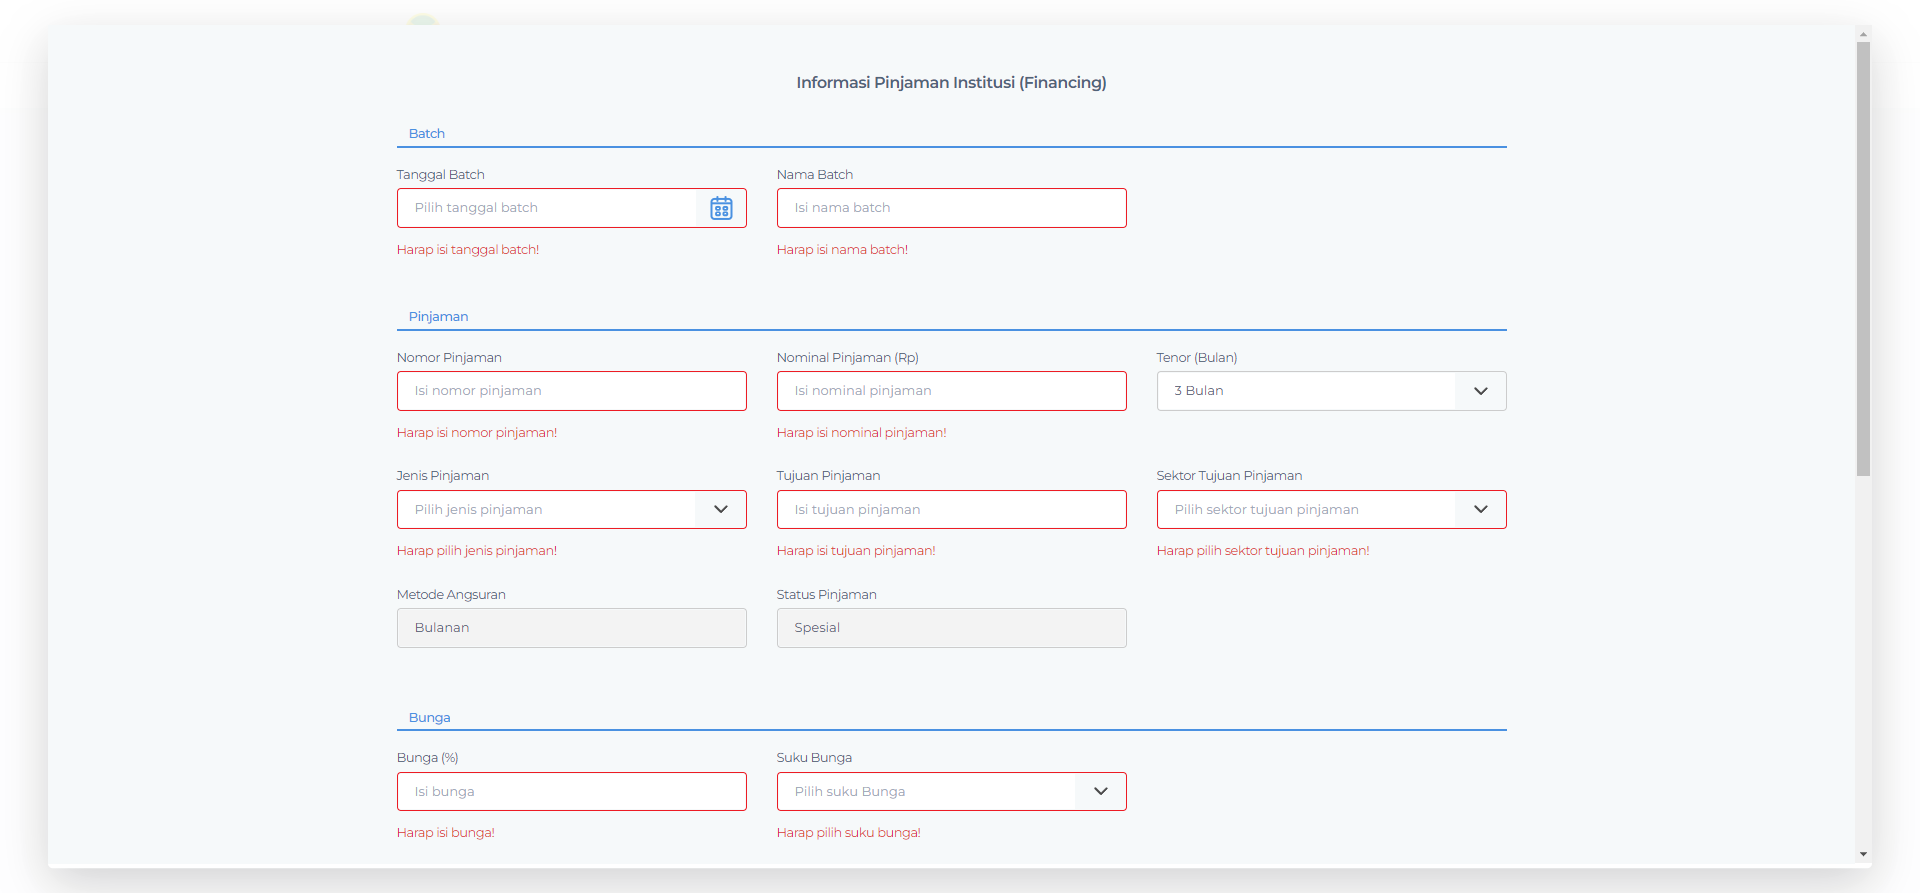 Informasi Pinjaman Institusi (Financing)
Batch
Tanggal Batch
Nama Batch
Pilih tanggal batch
Isi nama batch
Harap isi tanggal batch!
Harap isi nama batch!
Pinjaman
Nomor Pinjaman
Nominal Pinjaman (Rp)
Tenor (Bulan)
Isi nomor pinjaman
Isi nominal pinjaman
3 Bulan
Harap isi nomor pinjaman!
Harap isi nominal pinjaman!
Jenis Pinjaman
Tujuan Pinjaman
Sektor Tujuan Pinjaman
Pilih jenis pinjaman
Isi tujuan pinjaman
Pilih sektor tujuan pinjaman
Harap pilih jenis pinjaman!
Harap isi tujuan pinjaman!
Harap pilih sektor tujuan pinjaman!
Metode Angsuran
Status Pinjaman
Bulanan
Spesial
Bunga
Bunga (%)
Suku Bunga
Isi bunga
Pilih suku Bunga
Harap isi bunga!
Harap pilih suku bunga!